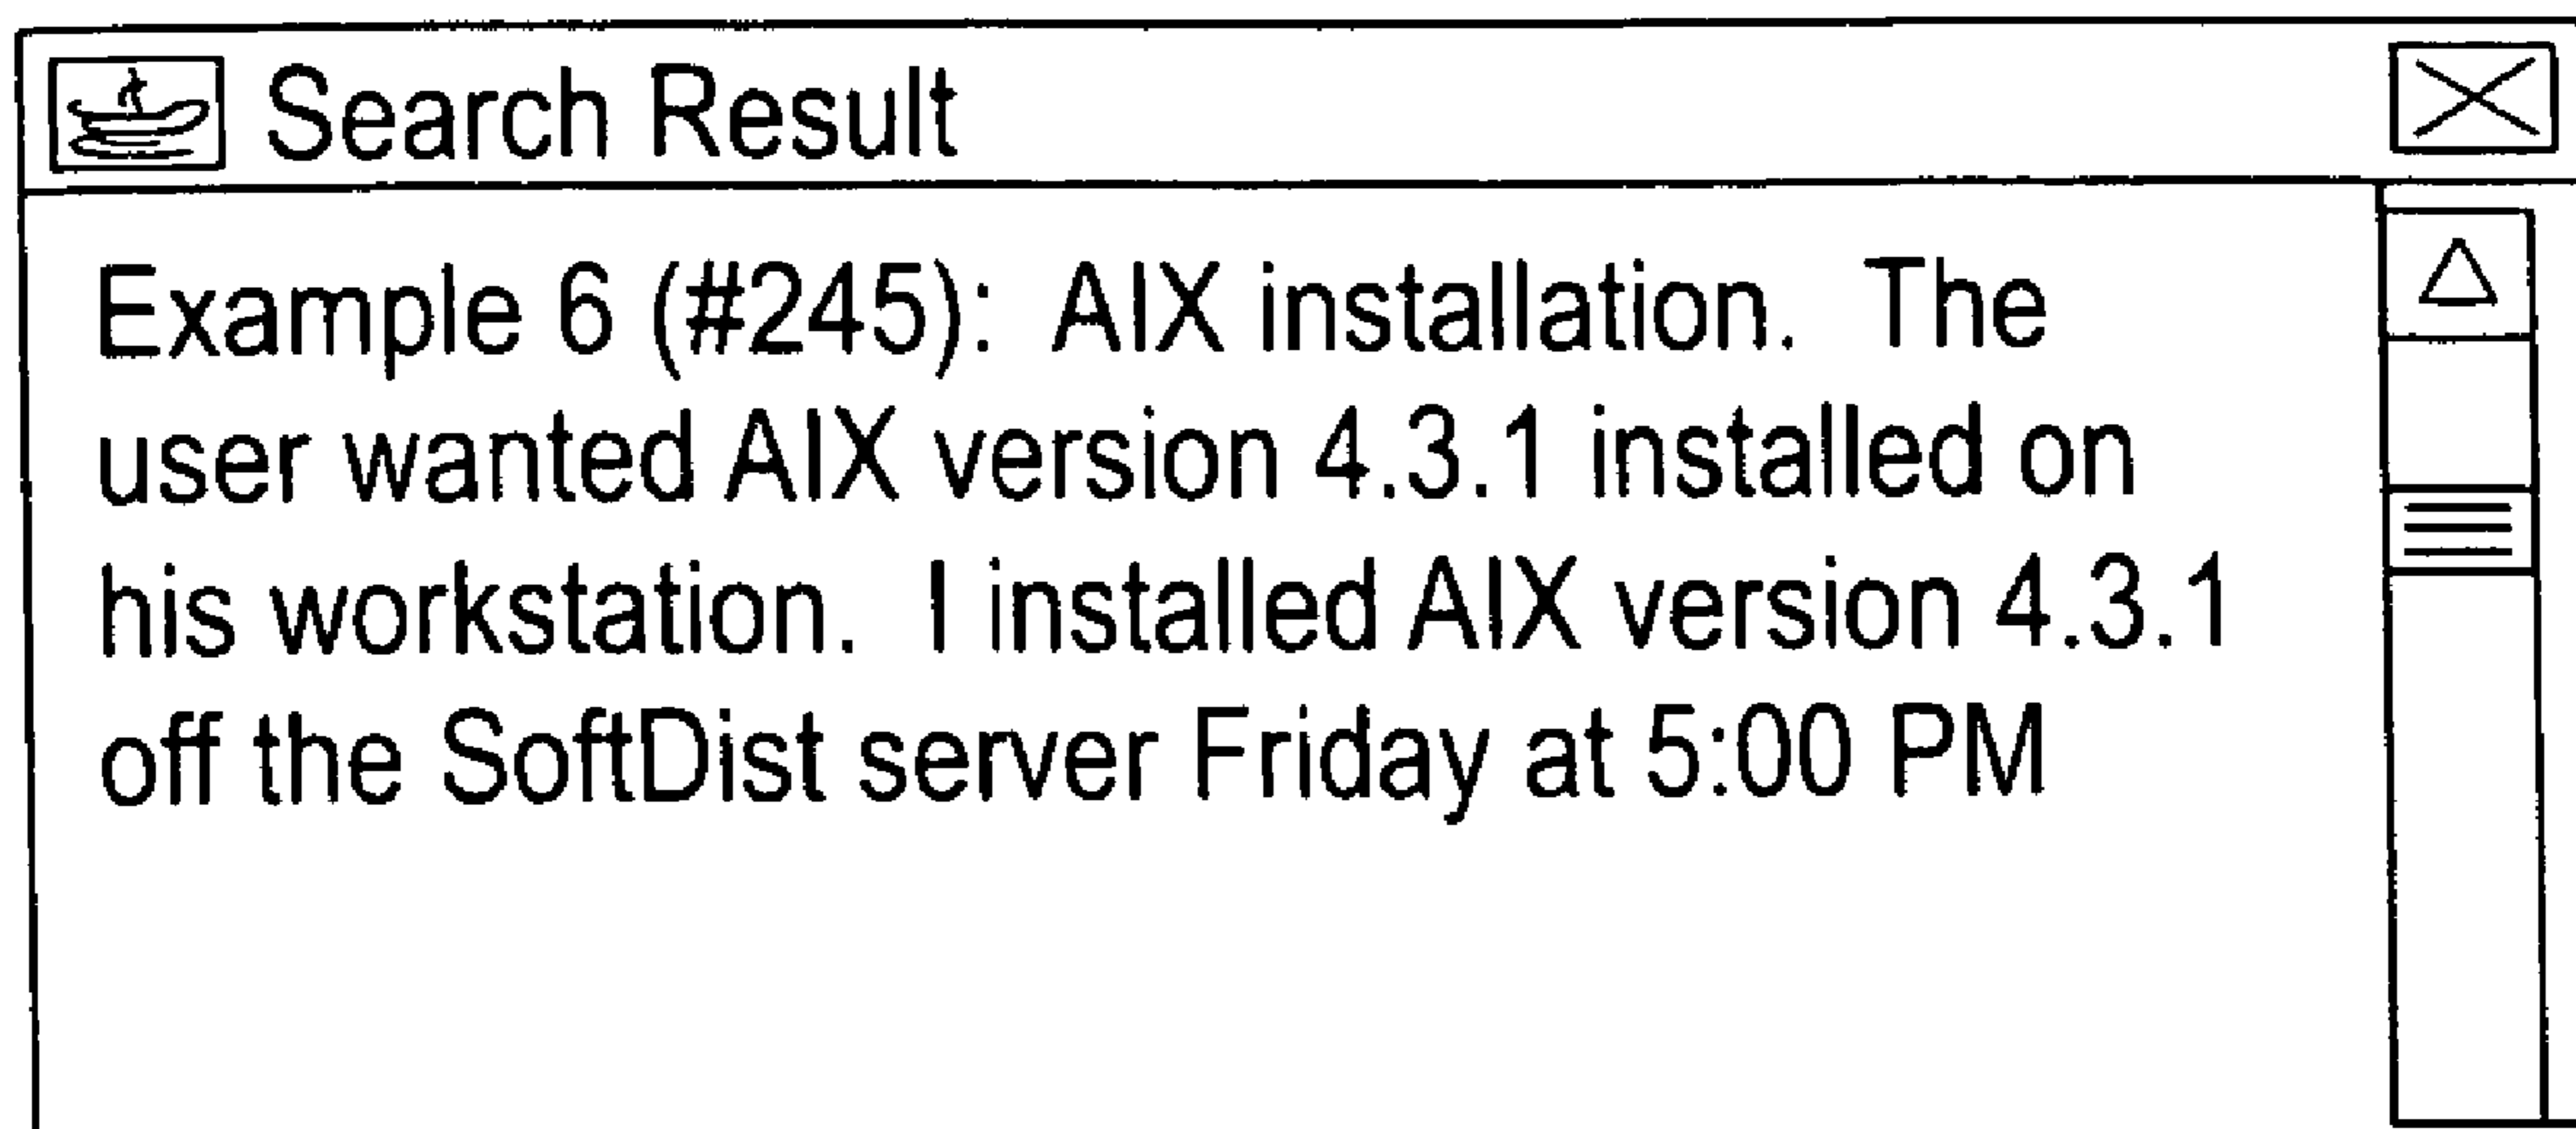 Search Result
Example 6 (#245):  AIX installation.  The
user wanted AIX version 4.3.1 installed on
his workstation.  I installed AIX version 4.3.1
off the SoftDist server Friday at 5:00 PM